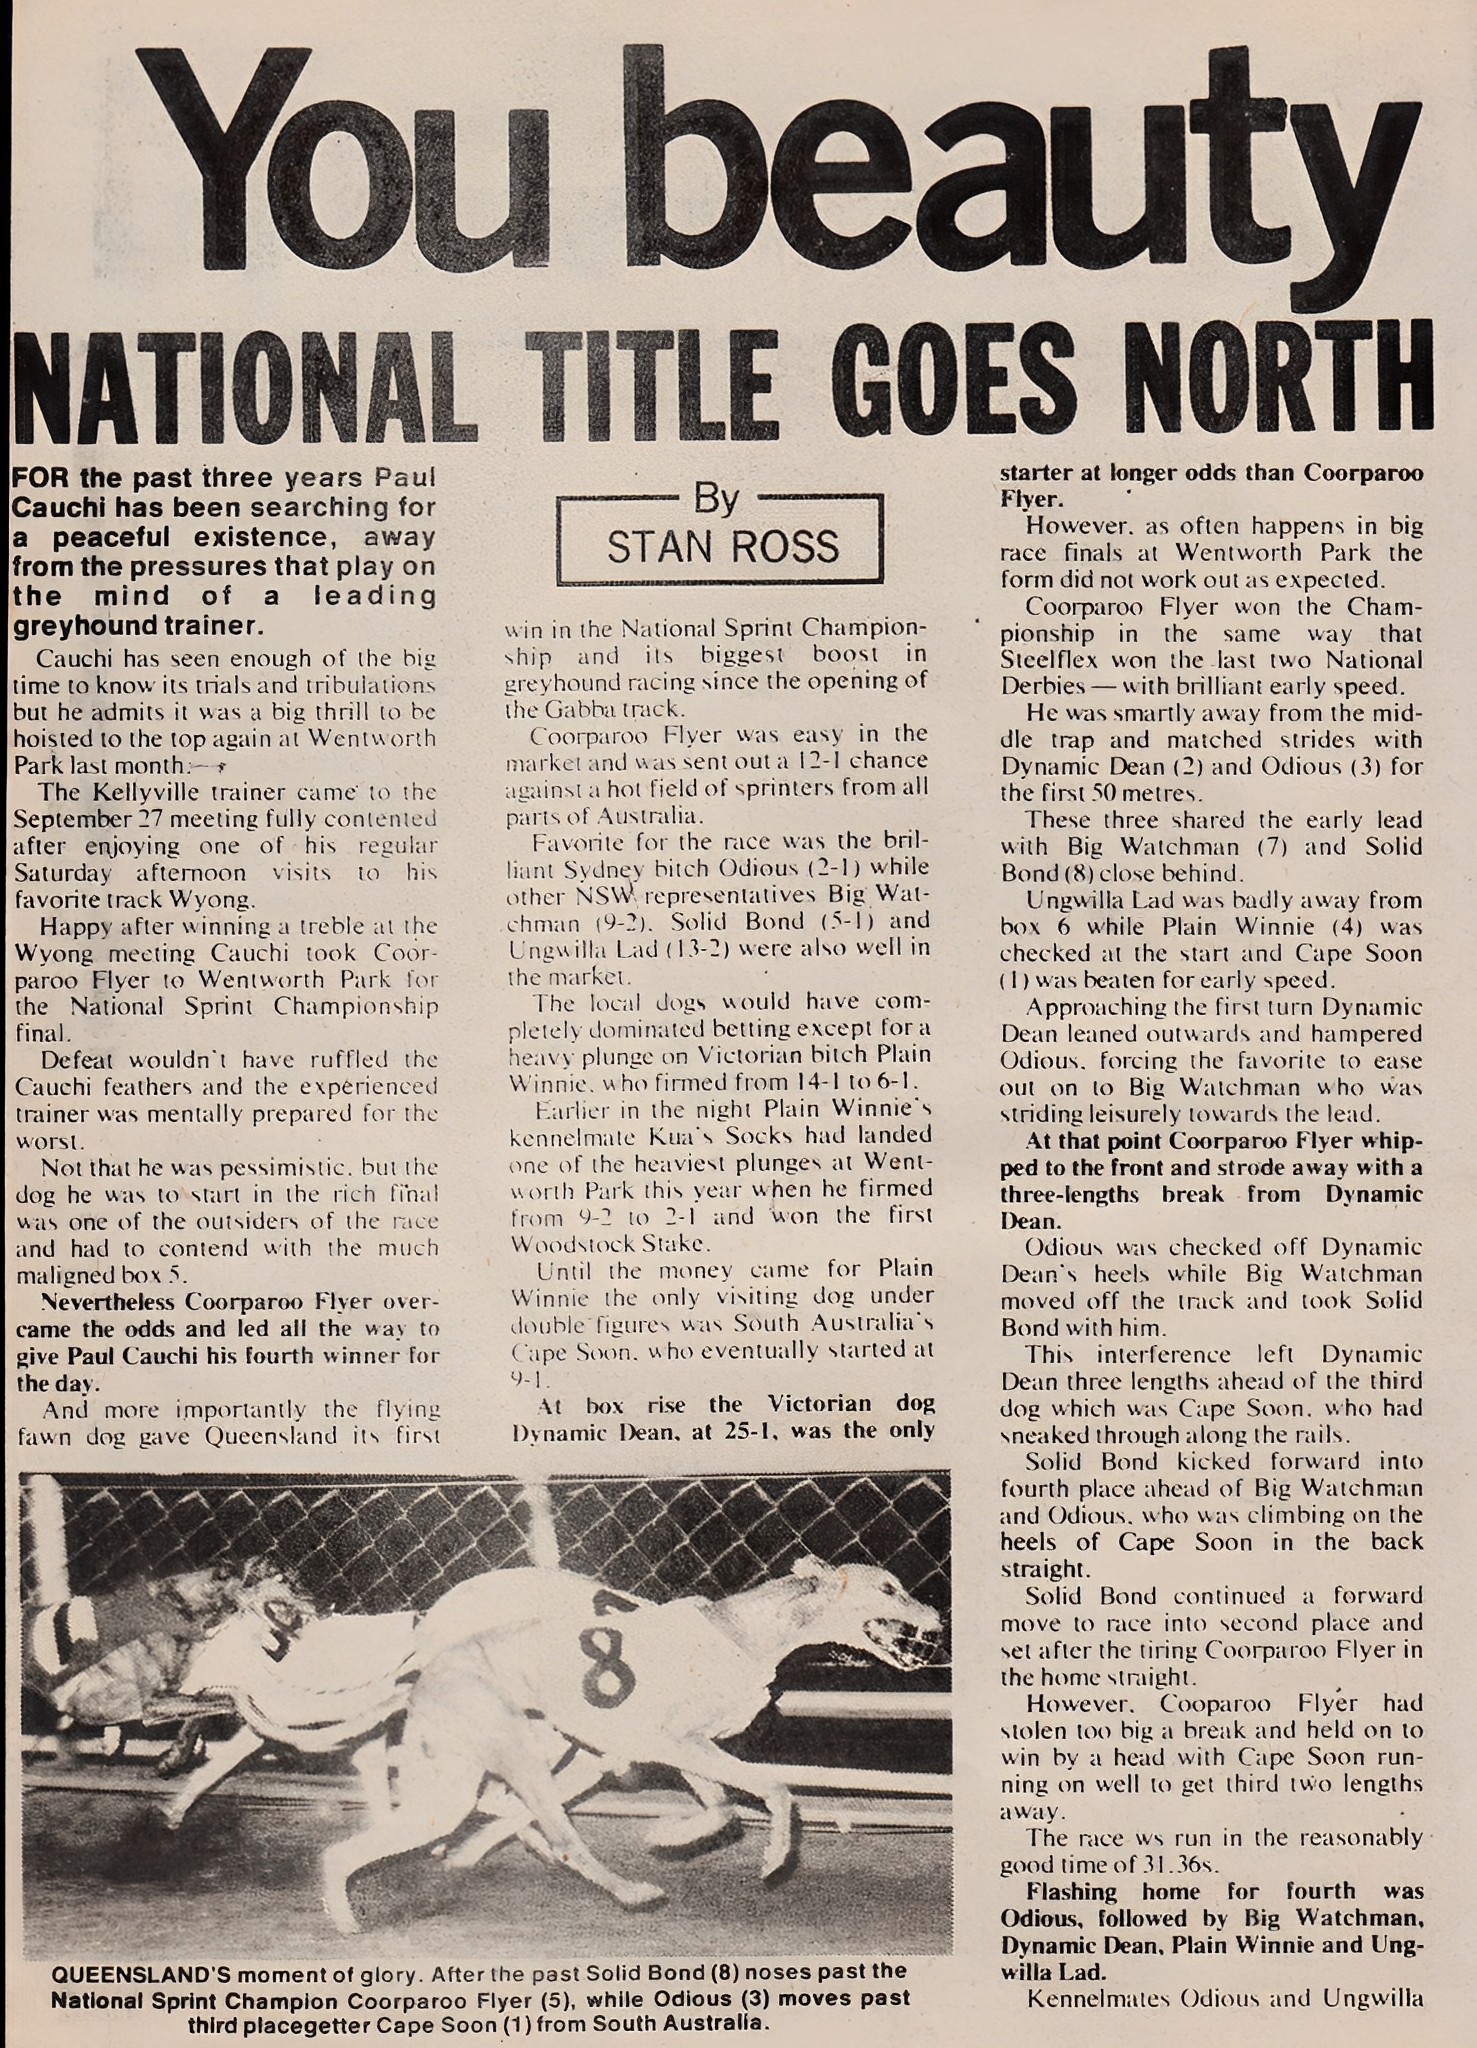 You beauty
NATIONAL TITLE GOES NORTH
FOR the past three years Paul
Cauchi has been searching for
a peaceful existence, away
from the pressures that play on
the mind of a leading
greyhound trainer.
Cauchi has seen enough of the big
time to know its trials and tribulations
but he admits it was a big thrill to be
hoisted to the top again at Wentworth
Park last month.
The Kellyville trainer came to the
September 27 meeting fully contented
after enjoying one of his regular
Saturday afternoon visits to his
favorite track Wyong.
Happy after winning a treble at the
Wyong meeting Cauchi took Coor-
paroo Flyer to Wentworth Park for
the National Sprint Championship
final.
Defeat wouldn't have ruffled the
Cauchi feathers and the experienced
trainer was mentally prepared for the
worst.
Not that he was pessimistic, but the
dog he was to start in the rich final
was one of the outsiders of the race
and had to contend with the much
maligned box 5.
Nevertheless Coorparoo Flyer over-
came the odds and led all the way to
give Paul Cauchi his fourth winner for
the day.
And more importantly the flying
fawn dog gave Queensland its first
By
STAN ROSS
win in the National Sprint Champion-
ship and its biggest boost in
greyhound racing since the opening of
the Gabba track.
Coorparoo Flyer was easy in the
market and was sent out a 12-1 chance
against a hot field of sprinters from all
parts of Australia.
Favorite for the race was the bril-
liant Sydney bitch Odious (2-1) while
other NSW representatives Big Wat-
chman (9-2), Solid Bond (5-1) and
Ungwilla Lad (13-2) were also well in
the market.
The local dogs would have com-
pletely dominated betting except for a
heavy plunge on Victorian bitch Plain
Winnie, who firmed from 14-1 to 6-1.
Earlier in the night Plain Winnie's
kennelmate Kua's Socks had landed
one of the heaviest plunges at Went-
worth Park this year when he firmed
from 9-2 to 2-1 and won the first
Woodstock Stake.
Until the money came for Plain
Winnie the only visiting dog under
double figures was South Australia's
Cape Soon, who eventually started at
9-1.
At box rise the Victorian dog
Dynamic Dean, at 25-1, was the only
starter at longer odds than Coorparoo
Flyer.
However, as often happens in big
race finals at Wentworth Park the
form did not work out as expected.
Coorparoo Flyer won the Cham-
pionship in the same way that
Steelflex won the last two National
Derbies — with brilliant early speed.
He was smartly away from the mid-
dle trap and matched strides with
Dynamic Dean (2) and Odious (3) for
the first 50 metres.
These three shared the early lead
with Big Watchman (7) and Solid
Bond (8) close behind.
Ungwilla Lad was badly away from
box 6 while Plain Winnie (4) was
checked at the start and Cape Soon
(1) was beaten for early speed.
Approaching the first turn Dynamic
Dean leaned outwards and hampered
Odious, forcing the favorite to ease
out on to Big Watchman who was
striding leisurely towards the lead.
At that point Coorparoo Flyer whip-
ped to the front and strode away with a
three-lengths break from Dynamic
Dean.
Odious was checked off Dynamic
Dean's heels while Big Watchman
moved off the track and took Solid
Bond with him.
This interference left Dynamic
Dean three lengths ahead of the third
dog which was Cape Soon, who had
sneaked through along the rails.
Solid Bond kicked forward into
fourth place ahead of Big Watchman
and Odious, who was climbing on the
heels of Cape Soon in the back
straight.
Solid Bond continued a forward
move to race into second place and
set after the tiring Coorparoo Flyer in
the home straight.
However, Cooparoo Flyer had
stolen too big a break and held on to
win by a head with Cape Soon run-
ning on well to get third two lengths
away.
The race ws run in the reasonably
good time of 31.36s.
Flashing home for fourth was
Odious, followed by Big Watchman,
Dynamic Dean, Plain Winnie and Ung-
willa Lad.
Kennelmates Odious and Ungwilla
8
QUEENSLAND'S moment of glory. After the past Solid Bond (8) noses past the
National Sprint Champion Coorparoo Flyer (5), while Odious (3) moves past
third placegetter Cape Soon (1) from South Australia.